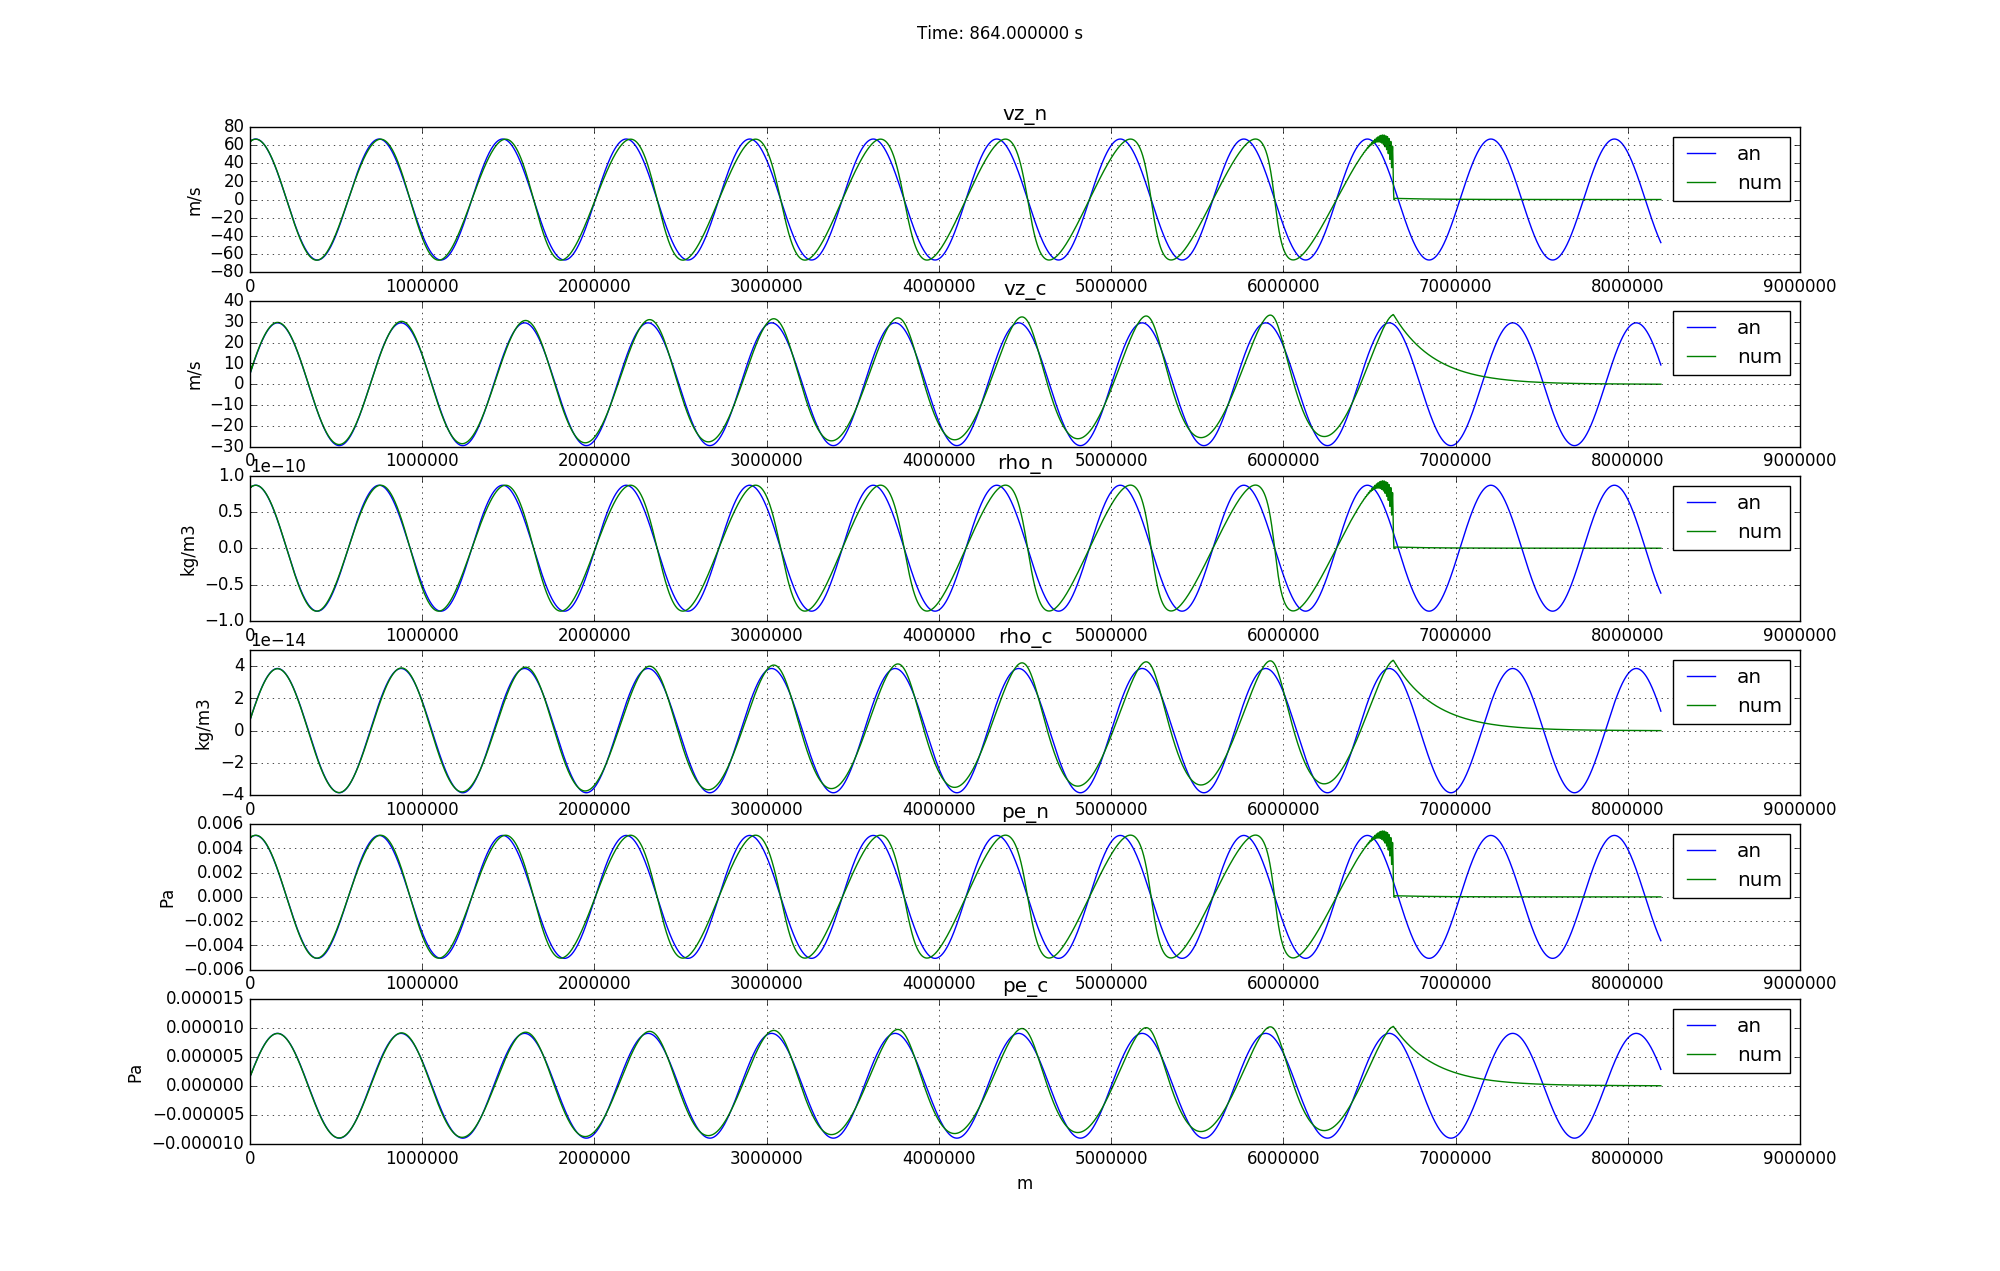 Time: 864.000000 s
vz_n
80
60
40
20
0
−20
−40
−60
−80
m/s
an
num
0 1000000 2000000 3000000 4000000 5000000 6000000 7000000 8000000 9000000
vz_c
40
30
20
10
0
−10
−20
−30
m/s
an
num
0 1000000 2000000 3000000 4000000 5000000 6000000 7000000 8000000 9000000
1e−10
rho_n
1.0
0.5
0.0
−0.5
−1.0
kg/m3
an
num
0 1000000 2000000 3000000 4000000 5000000 6000000 7000000 8000000 9000000
1e−14
rho_c
4
2
0
−2
−4
kg/m3
an
num
0 1000000 2000000 3000000 4000000 5000000 6000000 7000000 8000000 9000000
pe_n
0.006
0.004
0.002
0.000
−0.002
−0.004
−0.006
Pa
an
num
0 1000000 2000000 3000000 4000000 5000000 6000000 7000000 8000000 9000000
pe_c
0.000015
0.000010
0.000005
0.000000
−0.000005
−0.000010
Pa
an
num
0 1000000 2000000 3000000 4000000 5000000 6000000 7000000 8000000 9000000
m